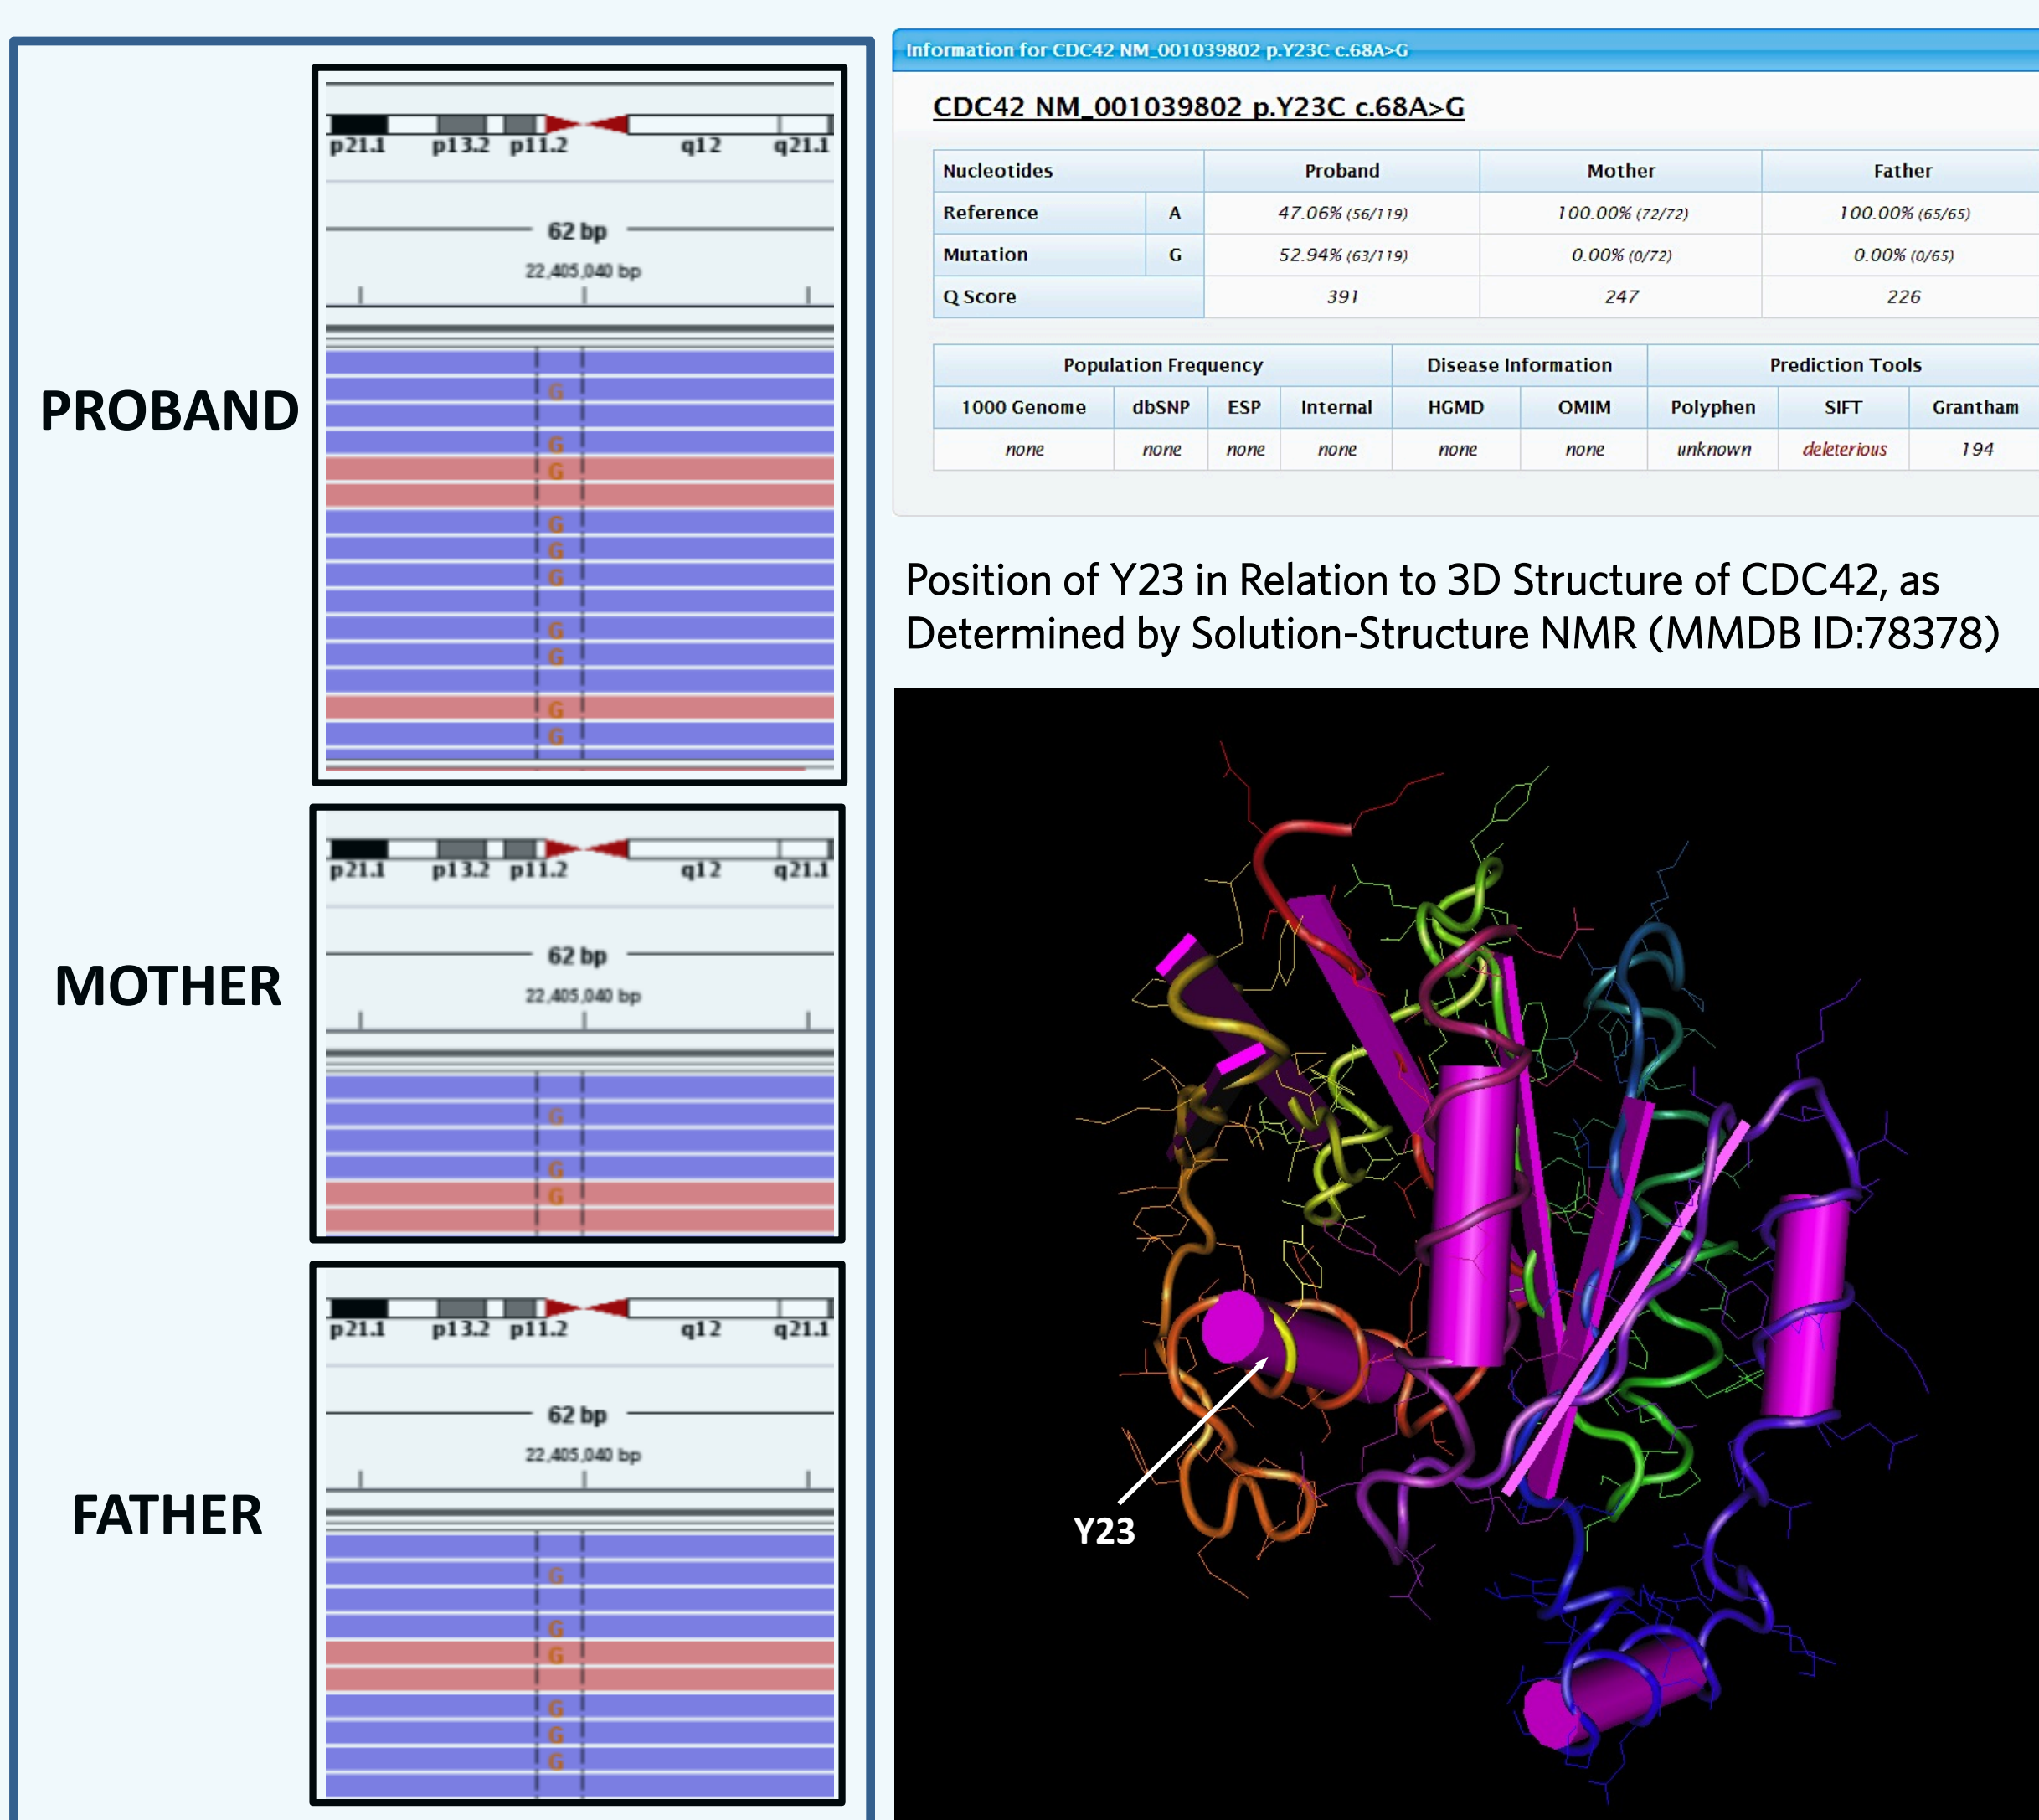 PROBAND
p21.1 p13.2 p11.2 q12 q21.1
62 bp
22,405,040 bp
G
G
G
G
G
G
G
G
G
G
MOTHER
p21.1 p13.2 p11.2 q12 q21.1
62 bp
22,405,040 bp
G
G
G
FATHER
p21.1 p13.2 p11.2 q12 q21.1
62 bp
22,405,040 bp
G
G
G
G
G
G
Information for CDC42 NM_001039802 p.Y23C c.68A>G
CDC42 NM_001039802 p.Y23C c.68A>G
Nucleotides Proband Mother Father
Reference A 47.06% (56/119) 100.00% (72/72) 100.00% (65/65)
Mutation G 52.94% (63/119) 0.00% (0/72) 0.00% (0/65)
Q Score 391 247 226
Population Frequency Disease Information Prediction Tools
1000 Genome dbSNP ESP Internal HGMD OMIM Polyphen SIFT Grantham
none none none none none none unknown deleterious 194
Position of Y23 in Relation to 3D Structure of CDC42, as
Determined by Solution-Structure NMR (MMDB ID:78378)
Y23